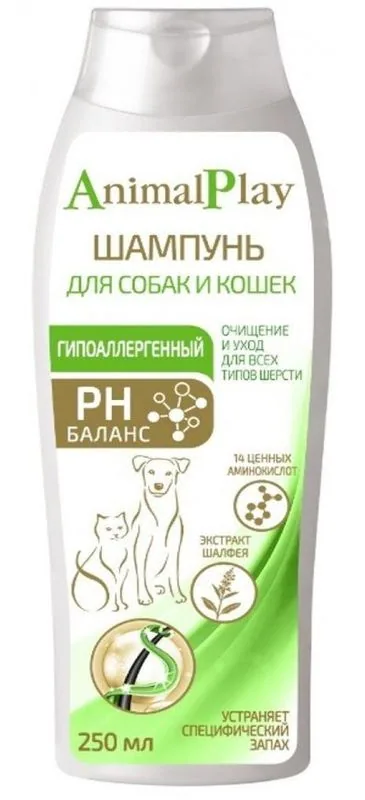 AnimalPlay
ШАМПУНЬ
ДЛЯ СОБАК И КОШЕК
ГИПОАЛЛЕРГЕННЫЙ
ОЧИЩЕНИЕ
И УХОД
ДЛЯ ВСЕХ
ТИПОВ ШЕРСТИ
PH
БАЛАНС
14 ЦЕННЫХ
АМИНОКИСЛОТ
ЭКСТРАКТ
ШАЛФЕЯ
250 мл
УСТРАНЯЕТ
СПЕЦИФИЧЕСКИЙ
ЗАПАХ